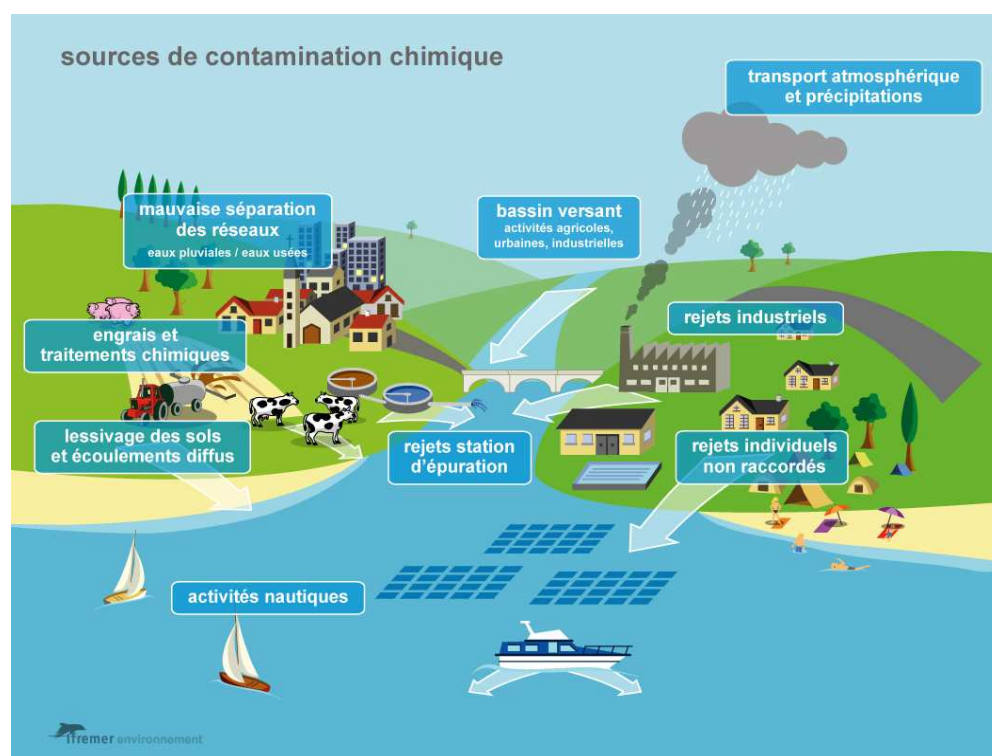 sources de contamination chimique
transport atmosphérique
et précipitations
mauvaise séparation
des réseaux
eaux pluviales / eaux usées
bassin versant
activités agricoles,
urbaines, industrielles
engrais et
traitements chimiques
rejets industriels
lessivage des sols
et écoulements diffus
rejets station
d'épuration
rejets individuels
non raccordés
activités nautiques
ifremer environnement